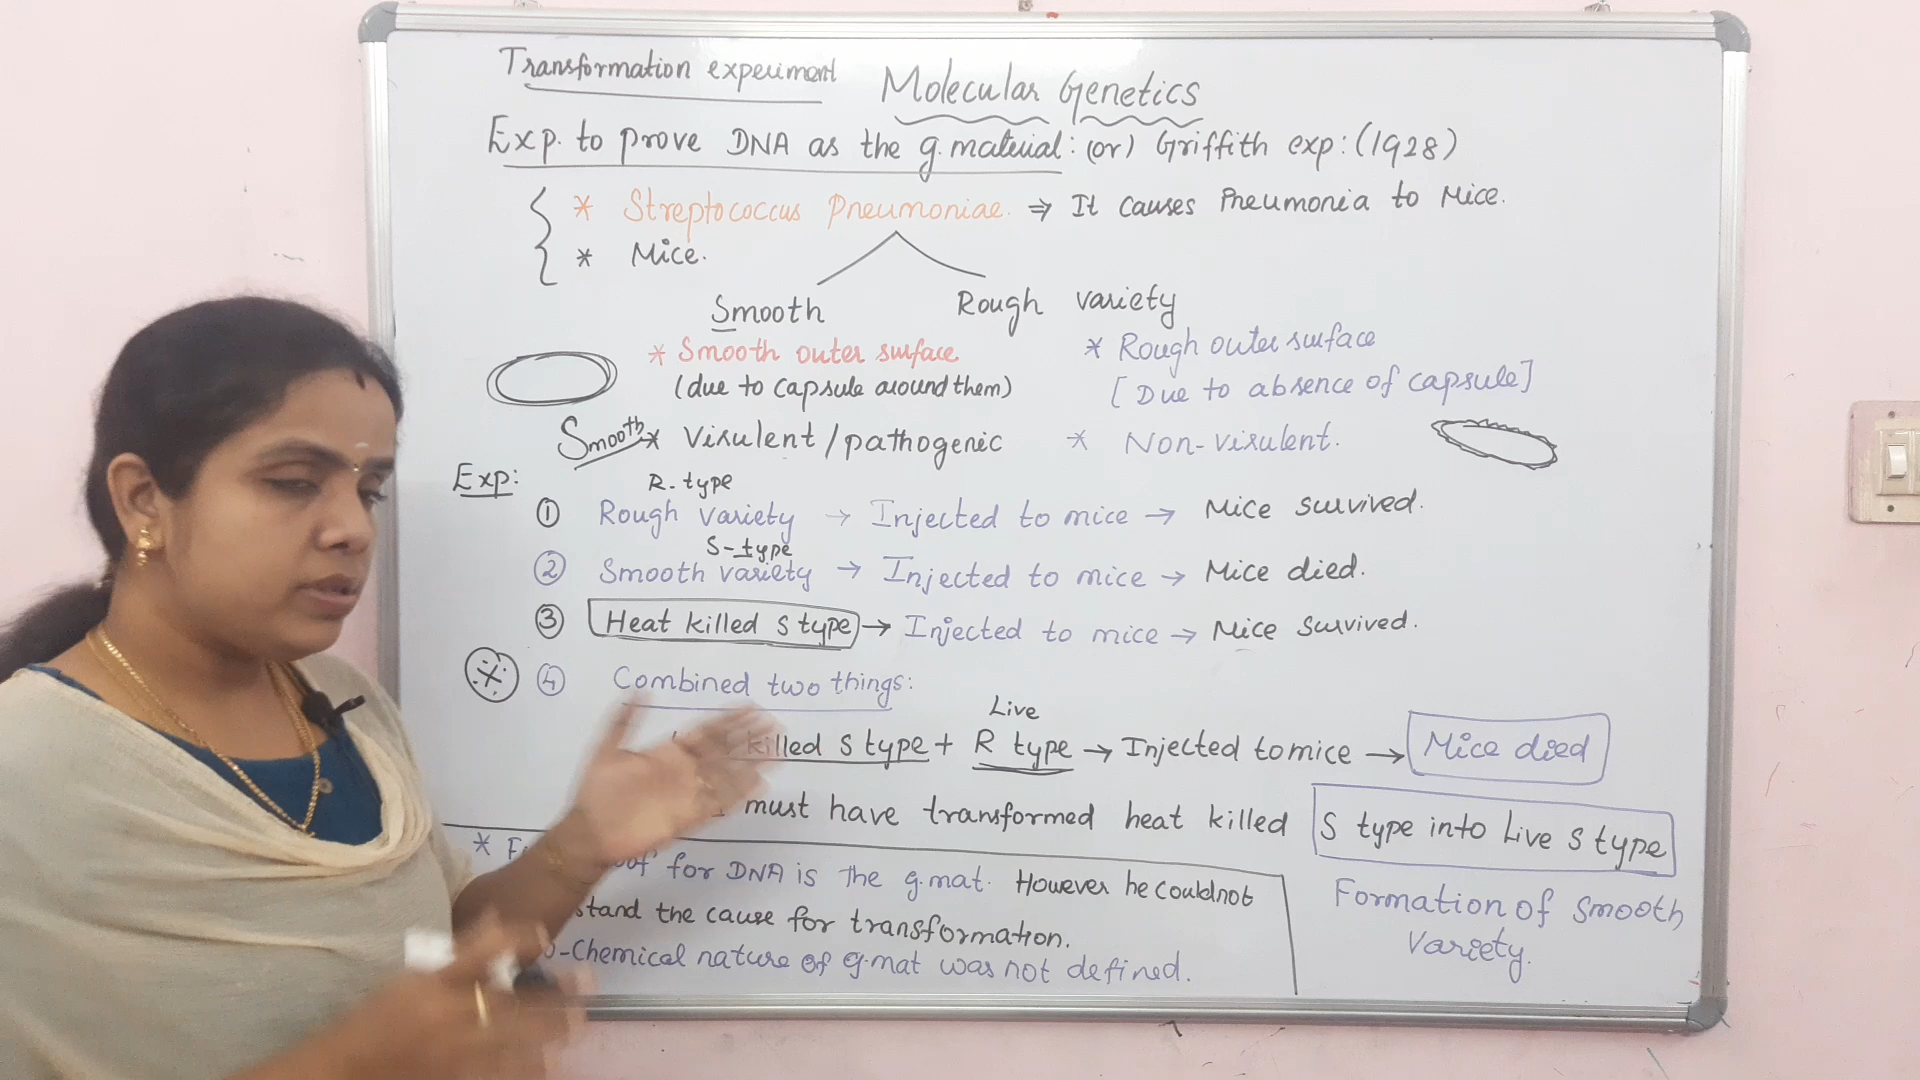 Transformation experiment
Molecular Genetics
Exp. to prove DNA as the g.material: (or) Griffith exp: (1928)
* Streptococcus Pneumoniae. ⇒ It causes Pneumonia to Mice.
* Mice.
Smooth
Rough variety
* Smooth outer surface
(due to capsule around them)
* Rough outer surface
[Due to absence of capsule]
Smooth
* Virulent/pathogenic
* Non-virulent.
Exp:
R-type
① Rough variety → Injected to mice → Mice survived.
S-type
② Smooth variety → Injected to mice → Mice died.
③ Heat killed S type → Injected to mice → Mice survived.
* ④ Combined two things:
Live
killed S type + R type → Injected to mice → Mice died
must have transformed heat killed S type into Live S type
Formation of smooth
Variety.
* for DNA is the g.mat. However he couldnot
stand the cause for transformation.
-Chemical nature of g.mat was not defined.